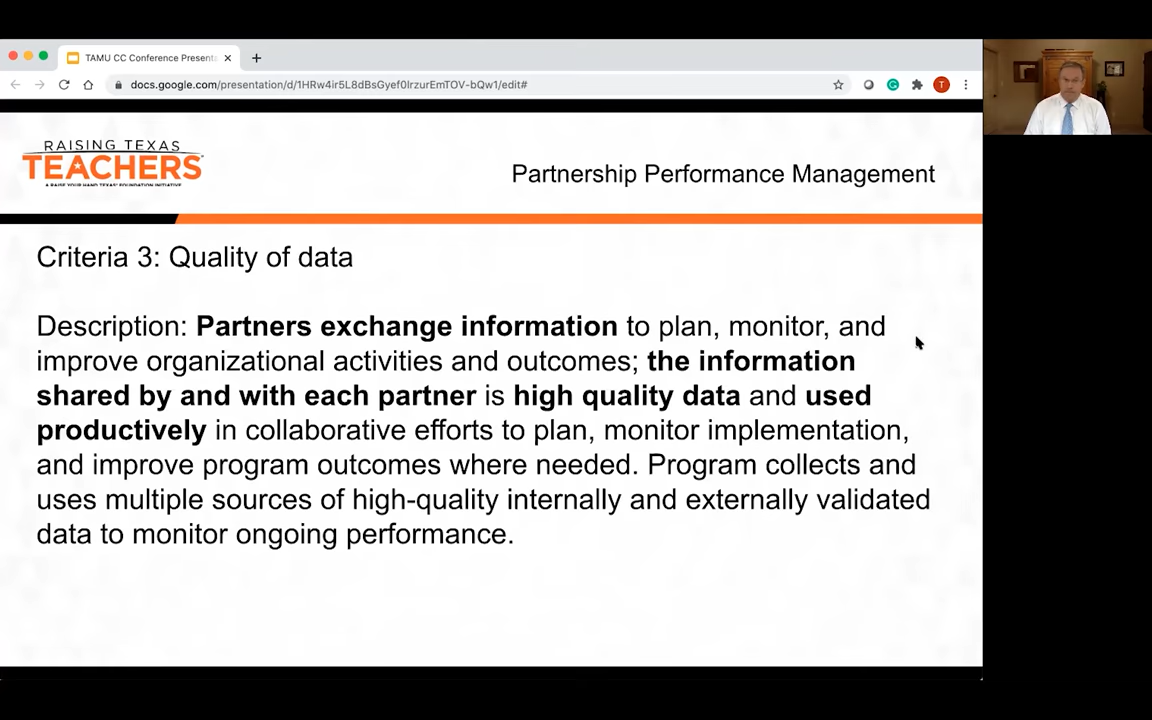 TAMU CC Conference Present
docs.google.com/presentation/d/1HRw4ir5L8dBsGyef0lrzurEmTOV-bQw1/edit#
T
RAISING TEXAS
TEACHERS
A RAISE YOUR HAND TEXAS® FOUNDATION INITIATIVE
Partnership Performance Management
Criteria 3: Quality of data
Description: Partners exchange information to plan, monitor, and
improve organizational activities and outcomes; the information
shared by and with each partner is high quality data and used
productively in collaborative efforts to plan, monitor implementation,
and improve program outcomes where needed. Program collects and
uses multiple sources of high-quality internally and externally validated
data to monitor ongoing performance.